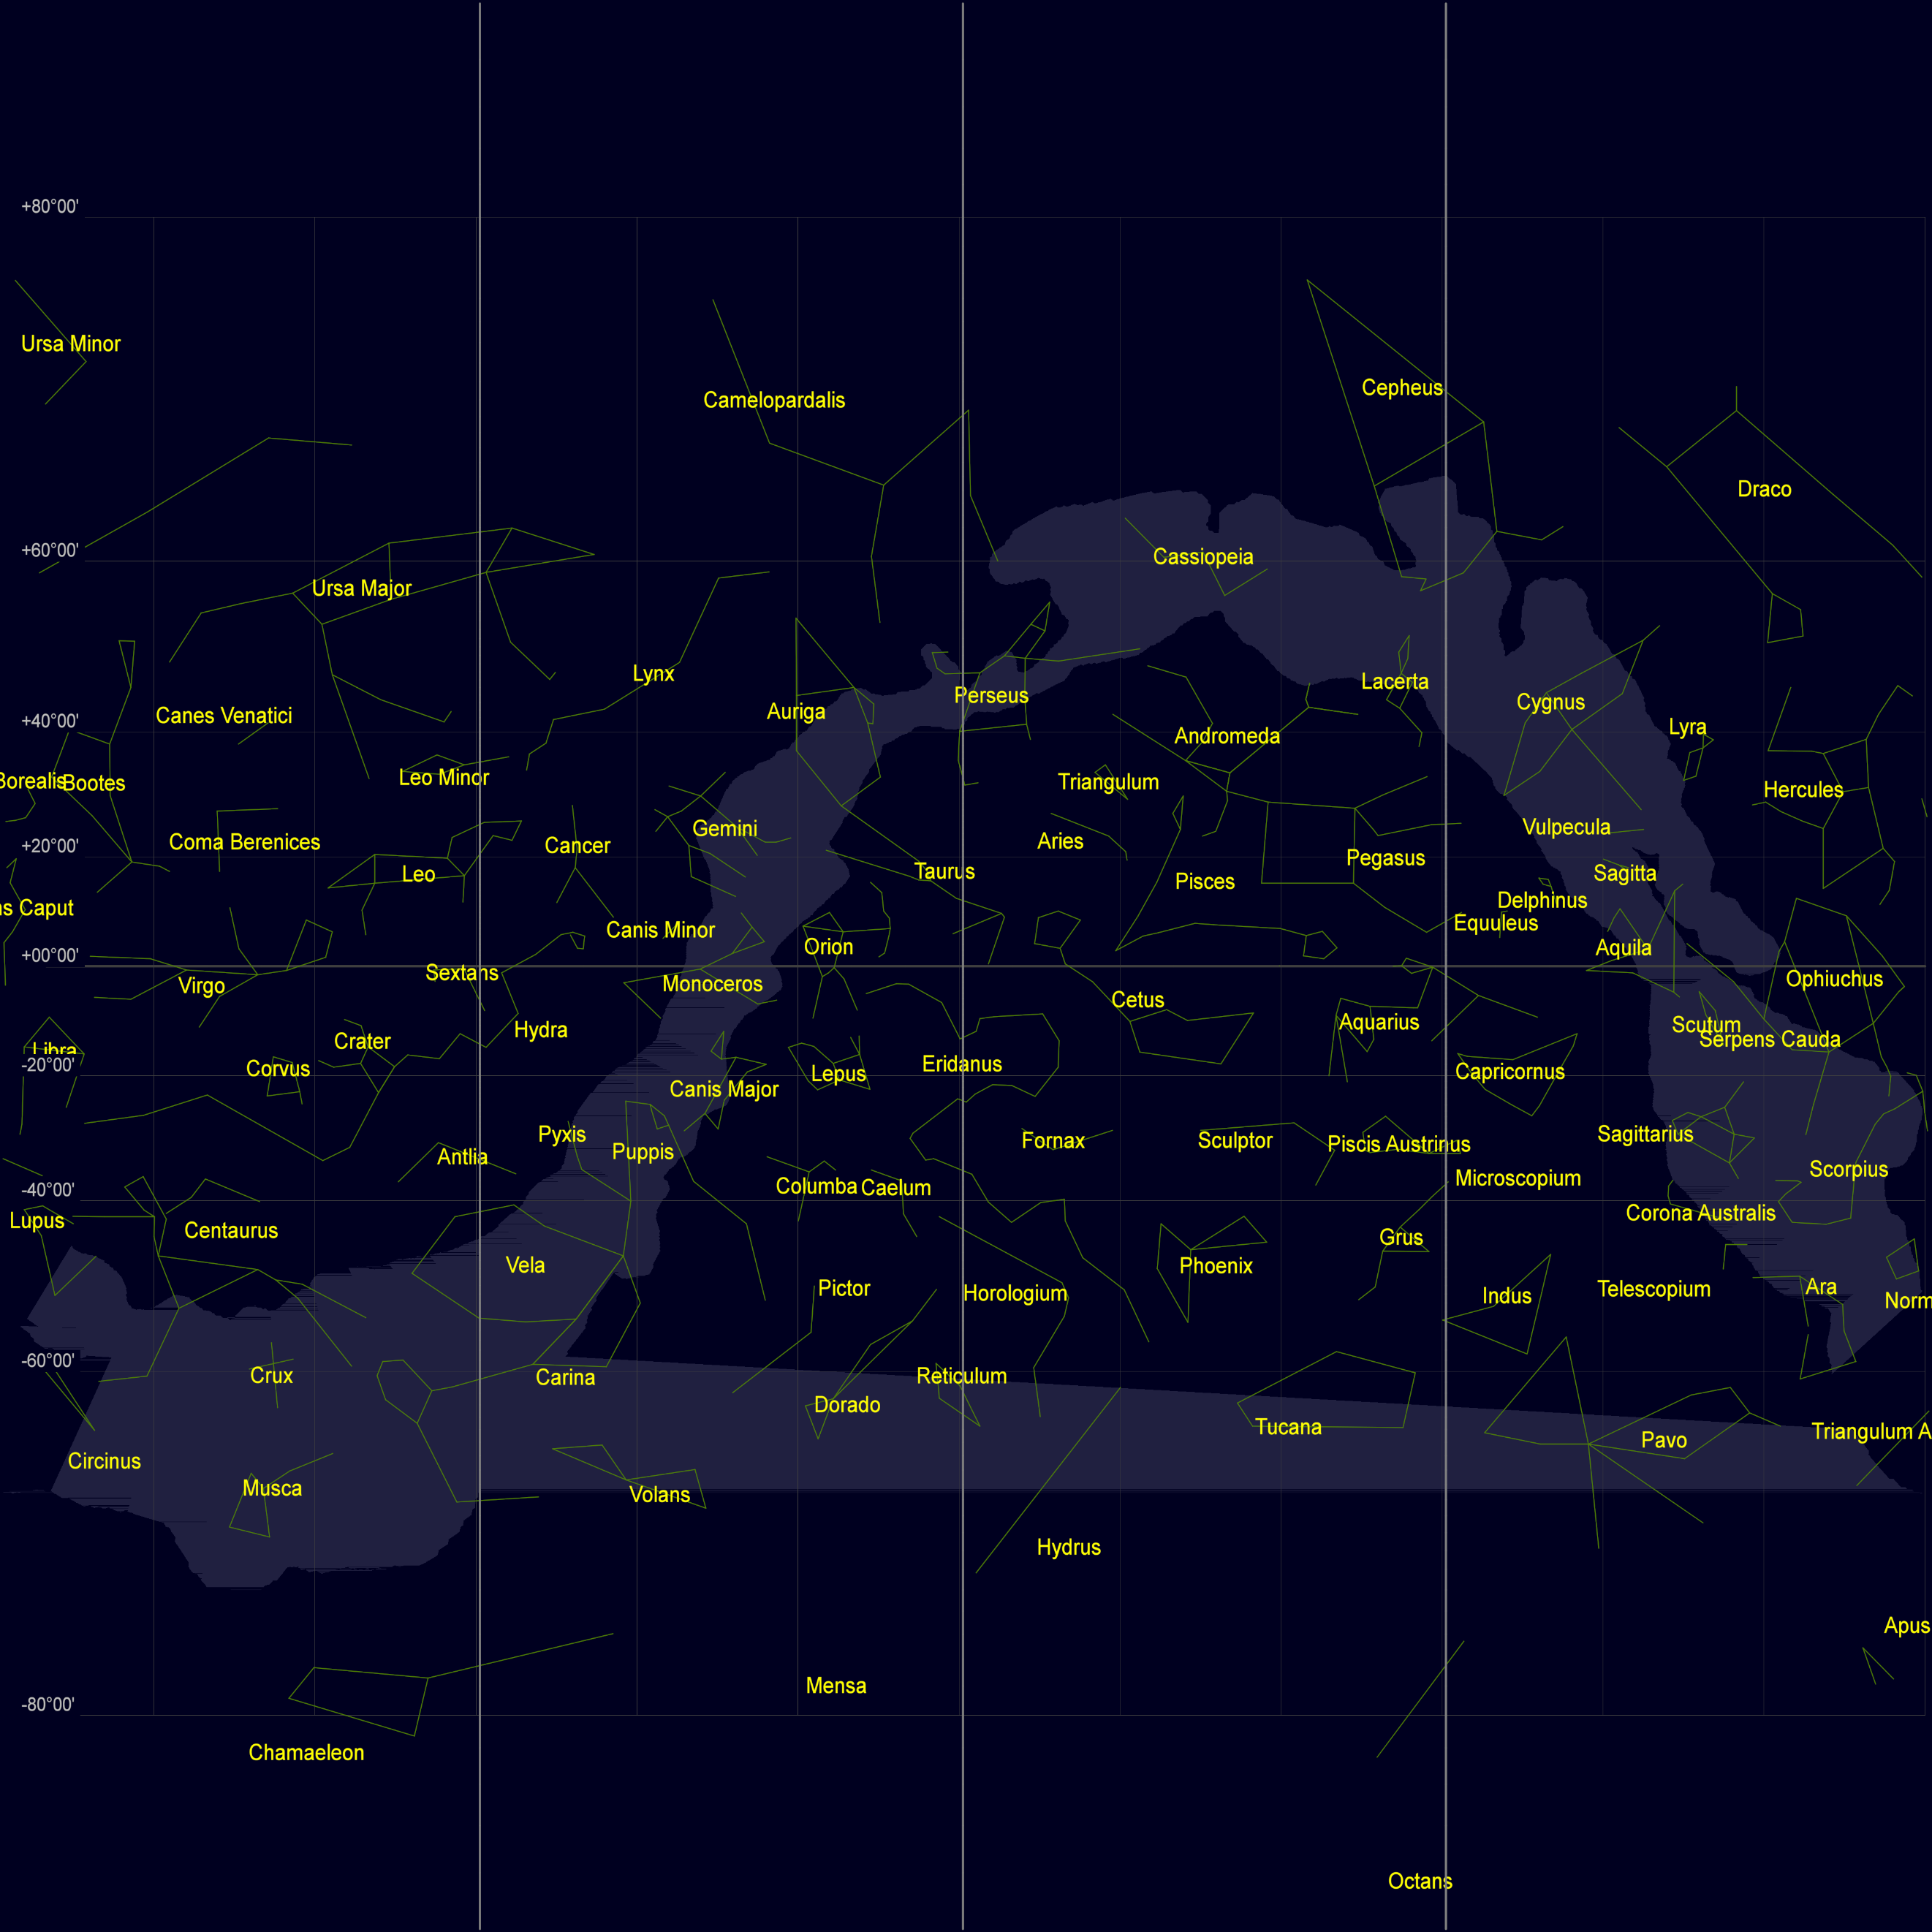 +80°00'
Ursa Minor
Cepheus
Camelopardalis
Draco
+60°00'
Cassiopeia
Ursa Major
Lynx
Lacerta
Perseus
Cygnus
Auriga
Canes Venatici
+40°00'
Lyra
Andromeda
Leo Minor
Borealis
Bootes
Triangulum
Hercules
Vulpecula
Gemini
Aries
Coma Berenices
Cancer
+20°00'
Pegasus
Taurus
Leo
Sagitta
Pisces
Delphinus
s Caput
Equuleus
Canis Minor
Orion
Aquila
+00°00'
Sextans
Ophiuchus
Monoceros
Virgo
Cetus
Aquarius
Scutum
Hydra
Serpens Cauda
Crater
Libra
-20°00'
Eridanus
Corvus
Capricornus
Lepus
Canis Major
Pyxis
Sagittarius
Fornax
Sculptor
Piscis Austrinus
Puppis
Antlia
Scorpius
Microscopium
Columba
Caelum
-40°00'
Corona Australis
Lupus
Centaurus
Grus
Vela
Phoenix
Ara
Pictor
Telescopium
Horologium
Indus
Norm
-60°00'
Crux
Reticulum
Carina
Dorado
Tucana
Triangulum A
Pavo
Circinus
Musca
Volans
Hydrus
Apus
Mensa
-80°00'
Chamaeleon
Octans